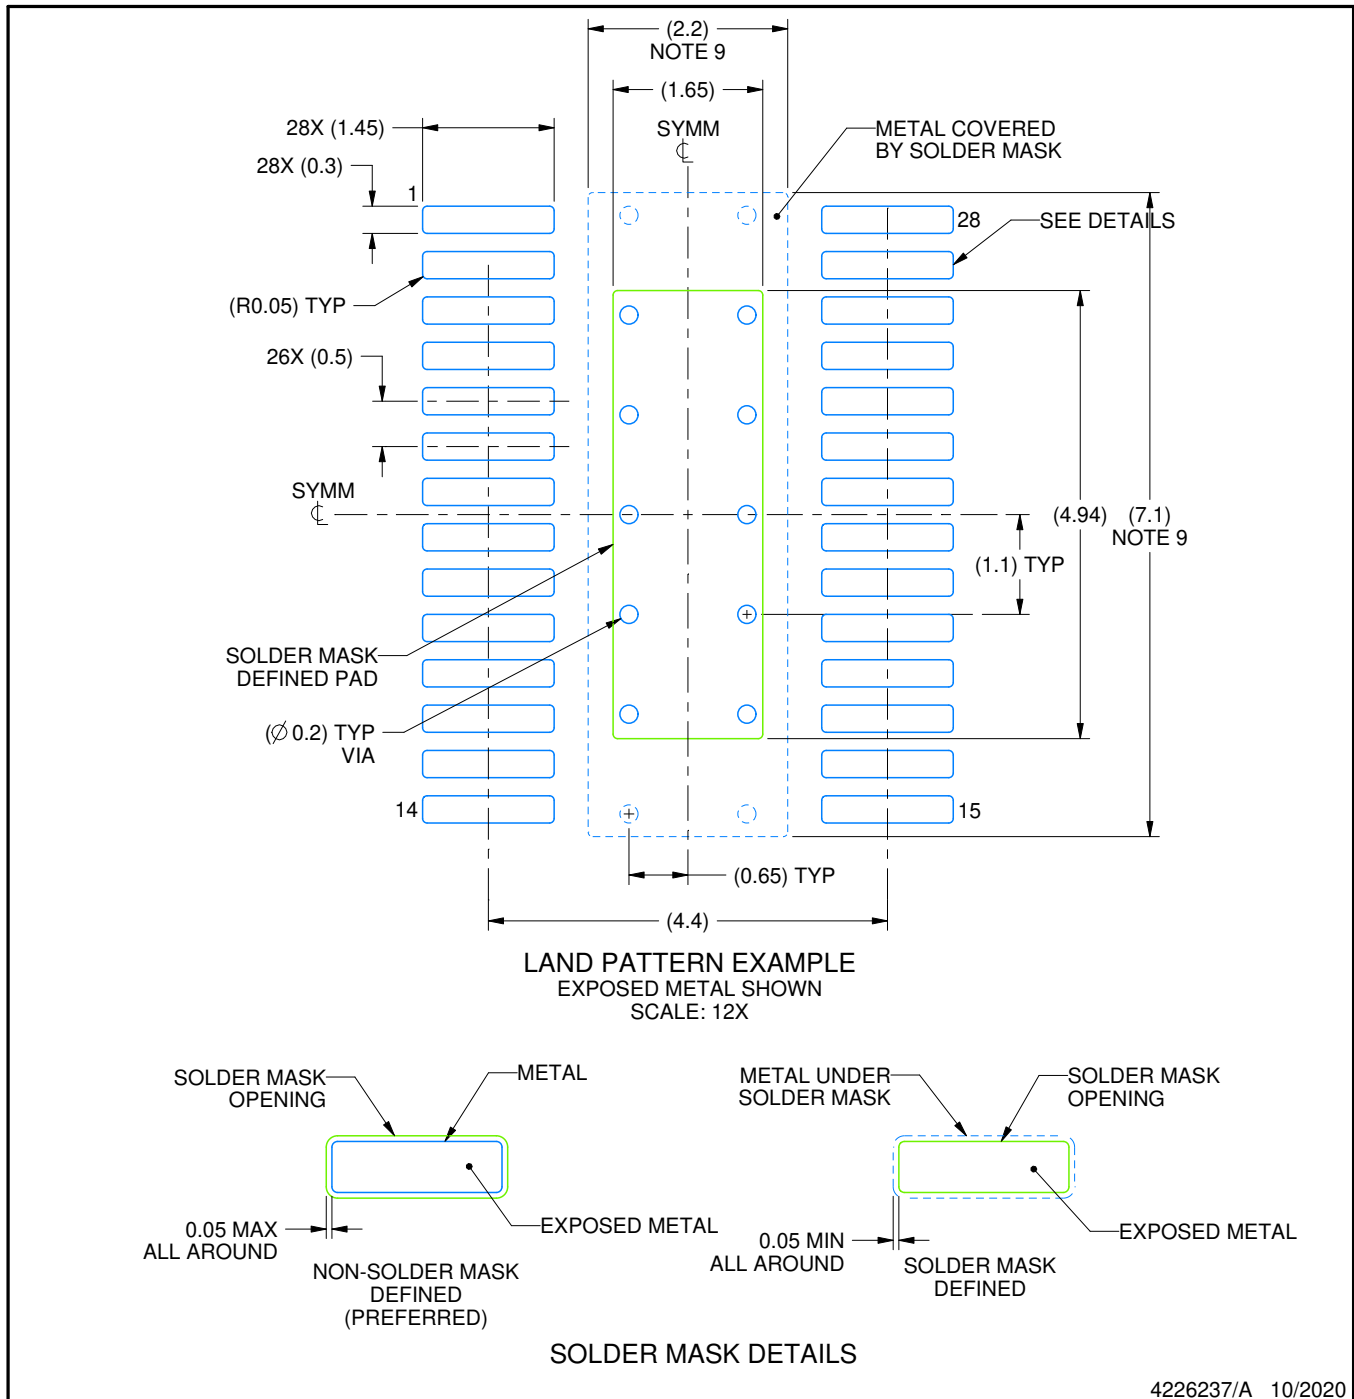 (2.2)
NOTE 9
(1.65)
28X (1.45)
SYMM
METAL COVERED
BY SOLDER MASK
28X (0.3)
1
28
SEE DETAILS
(R0.05) TYP
26X (0.5)
SYMM
(4.94)
(7.1)
NOTE 9
(1.1) TYP
SOLDER MASK
DEFINED PAD
(Ø0.2) TYP
VIA
14
15
(0.65) TYP
(4.4)
LAND PATTERN EXAMPLE
EXPOSED METAL SHOWN
SCALE: 12X
SOLDER MASK
OPENING
METAL
EXPOSED METAL
0.05 MAX
ALL AROUND
NON-SOLDER MASK
DEFINED
(PREFERRED)
METAL UNDER
SOLDER MASK
SOLDER MASK
OPENING
EXPOSED METAL
0.05 MIN
ALL AROUND
SOLDER MASK
DEFINED
SOLDER MASK DETAILS
4226237/A 10/2020